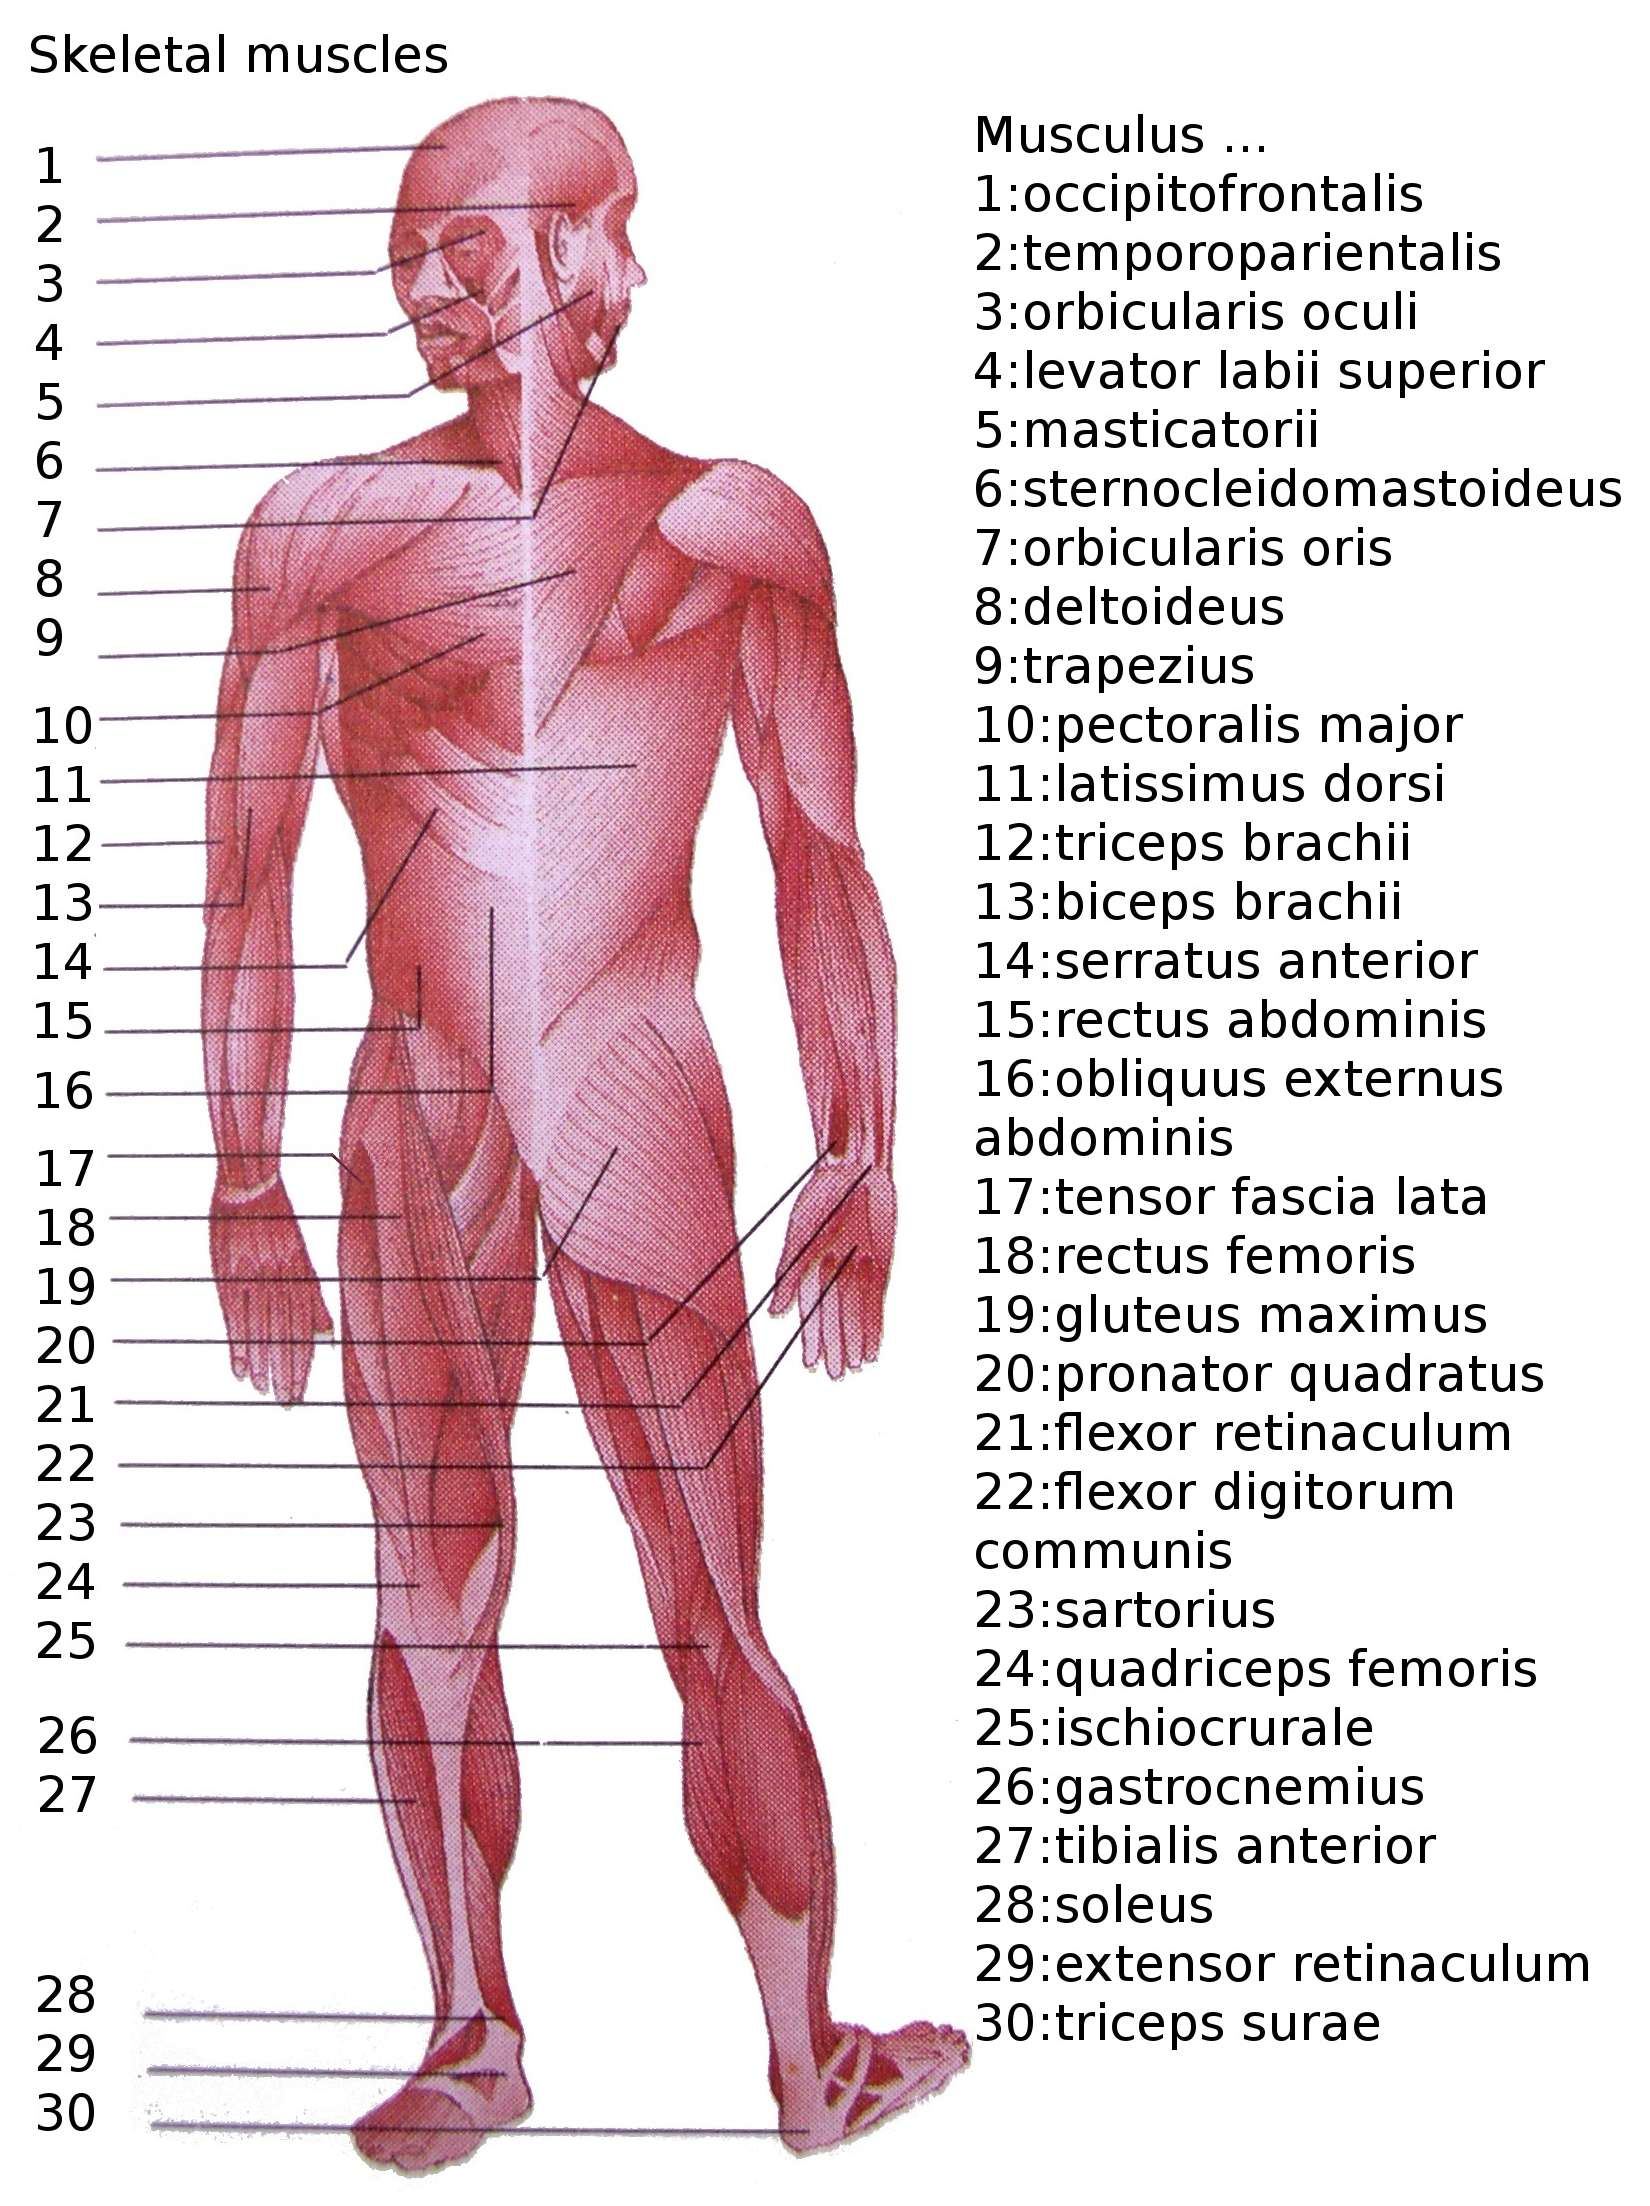 Skeletal muscles
1
2
3
4
5
6
7
8
9
10
11
12
13
14
15
16
17
18
19
20
21
22
23
24
25
26
27
28
29
30
Musculus ...
1:occipitofrontalis
2:temporoparientalis
3:orbicularis oculi
4:levator labii superior
5:masticatorii
6:sternocleidomastoideus
7:orbicularis oris
8:deltoideus
9:trapezius
10:pectoralis major
11:latissimus dorsi
12:triceps brachii
13:biceps brachii
14:serratus anterior
15:rectus abdominis
16:obliquus externus
abdominis
17:tensor fascia lata
18:rectus femoris
19:gluteus maximus
20:pronator quadratus
21:flexor retinaculum
22:flexor digitorum
communis
23:sartorius
24:quadriceps femoris
25:ischiocrurale
26:gastrocnemius
27:tibialis anterior
28:soleus
29:extensor retinaculum
30:triceps surae